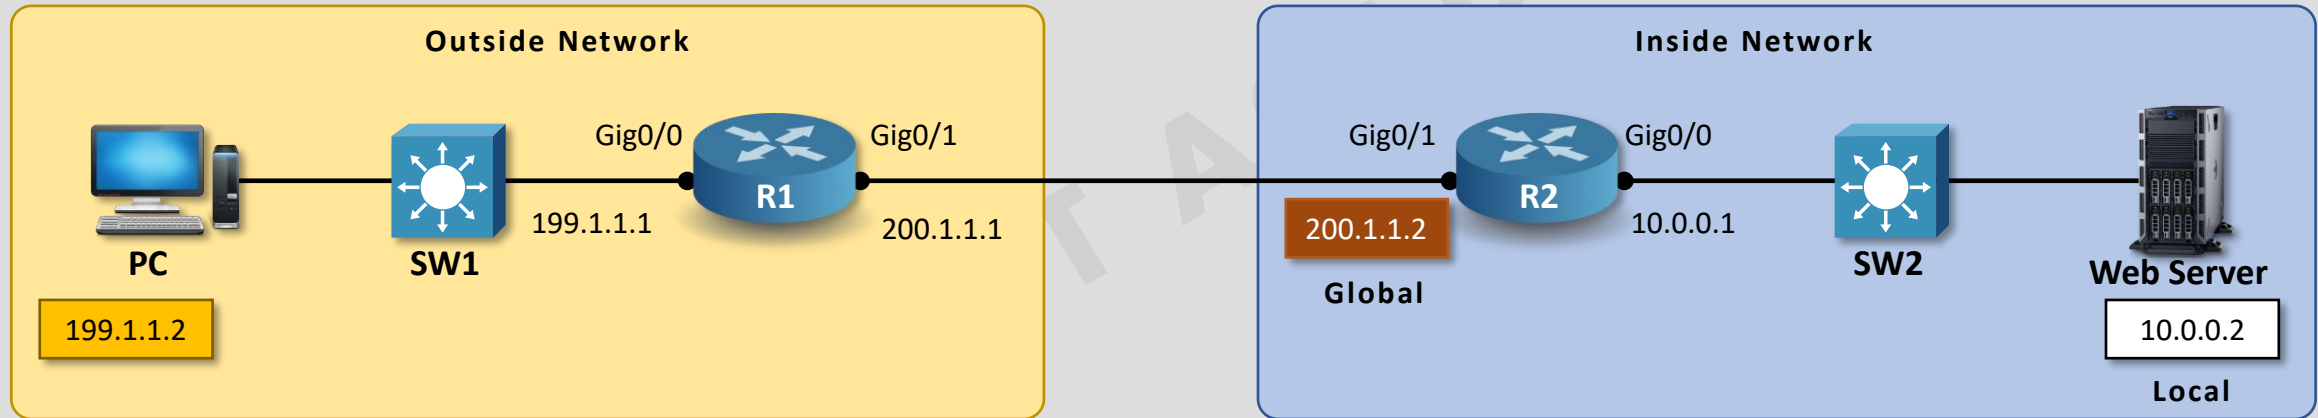 Outside Network
Inside Network
Gig0/0
Gig0/1
Gig0/1
Gig0/0
R1
R2
199.1.1.1
200.1.1.1
200.1.1.2
10.0.0.1
PC
SW1
SW2
Web Server
Global
199.1.1.2
10.0.0.2
Local